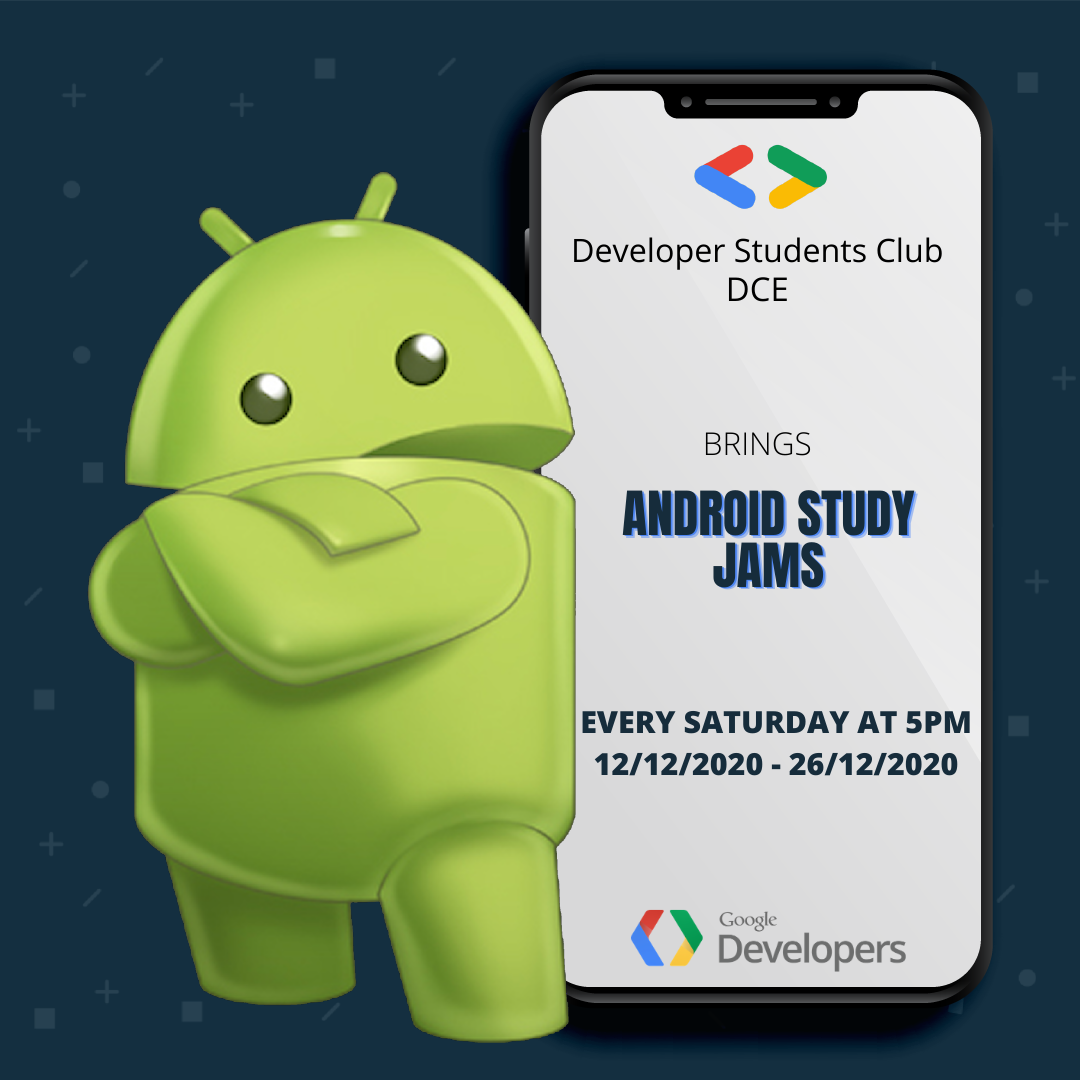 Developer Students Club
DCE
BRINGS
ANDROID STUDY
JAMS
EVERY SATURDAY AT 5PM
12/12/2020 - 26/12/2020
Google
Developers